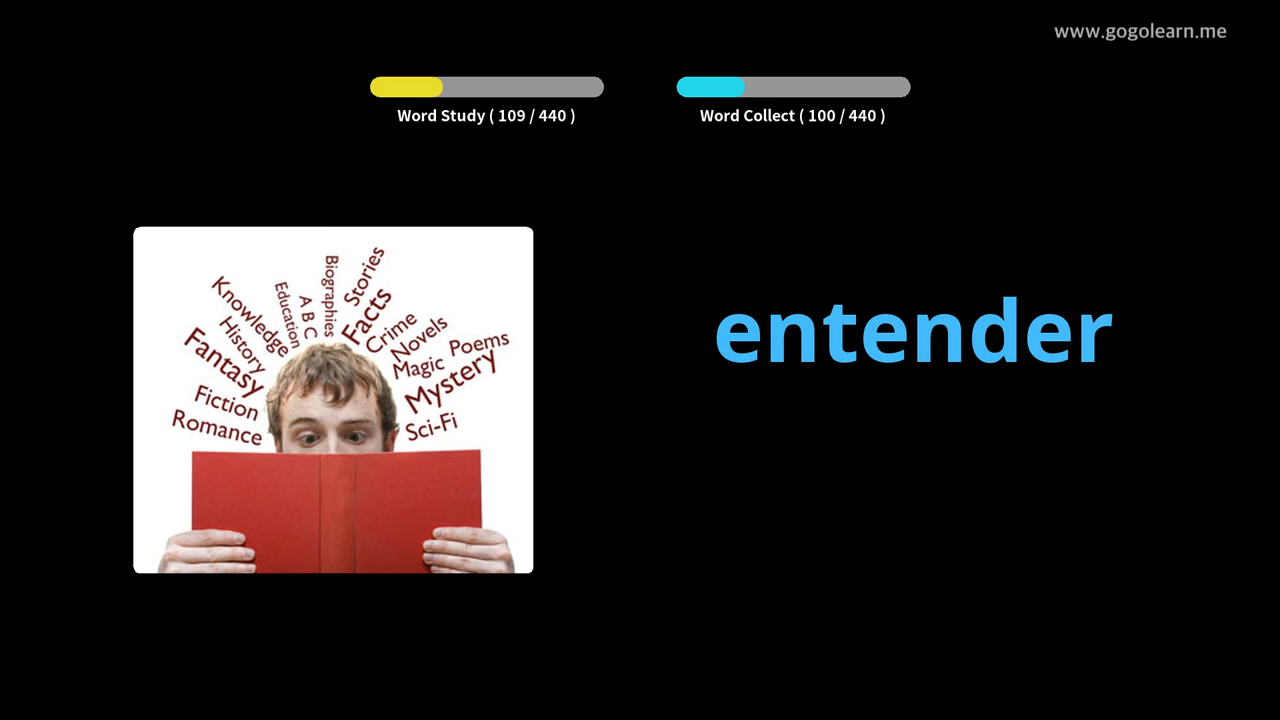 www.gogolearn.me
Word Study ( 109 / 440 )
Word Collect ( 100 / 440 )
Knowledge
Education
A B C
Biographies
Stories
History
Facts
Crime
Novels
Fantasy
Magic
Poems
Fiction
Mystery
Romance
Sci-Fi
entender